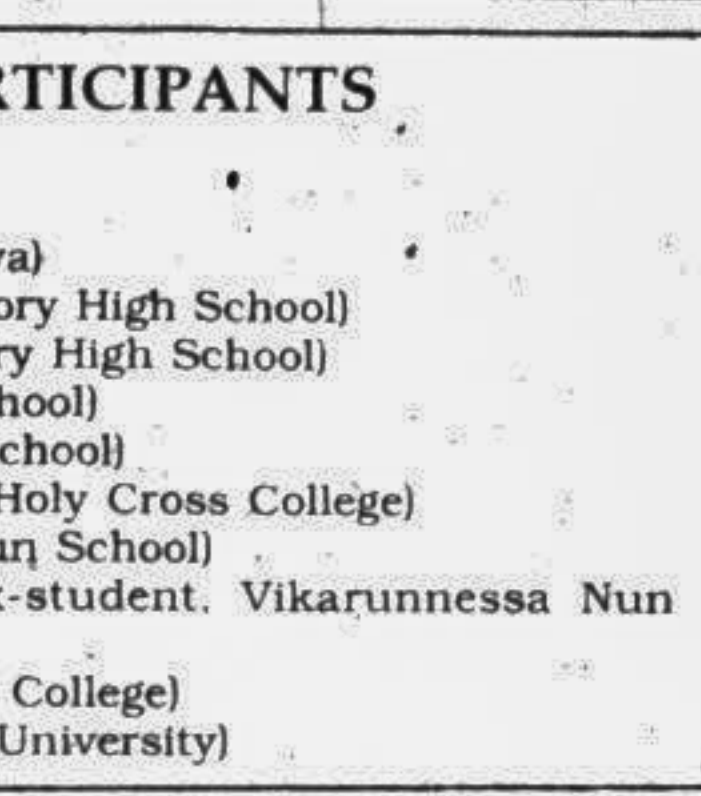 RTICIPANTS
va)
ory High School)
ry High School)
hool)
chool)
Holy Cross College)
un School)
x-student, Vikarunnessa Nun
College)
University)